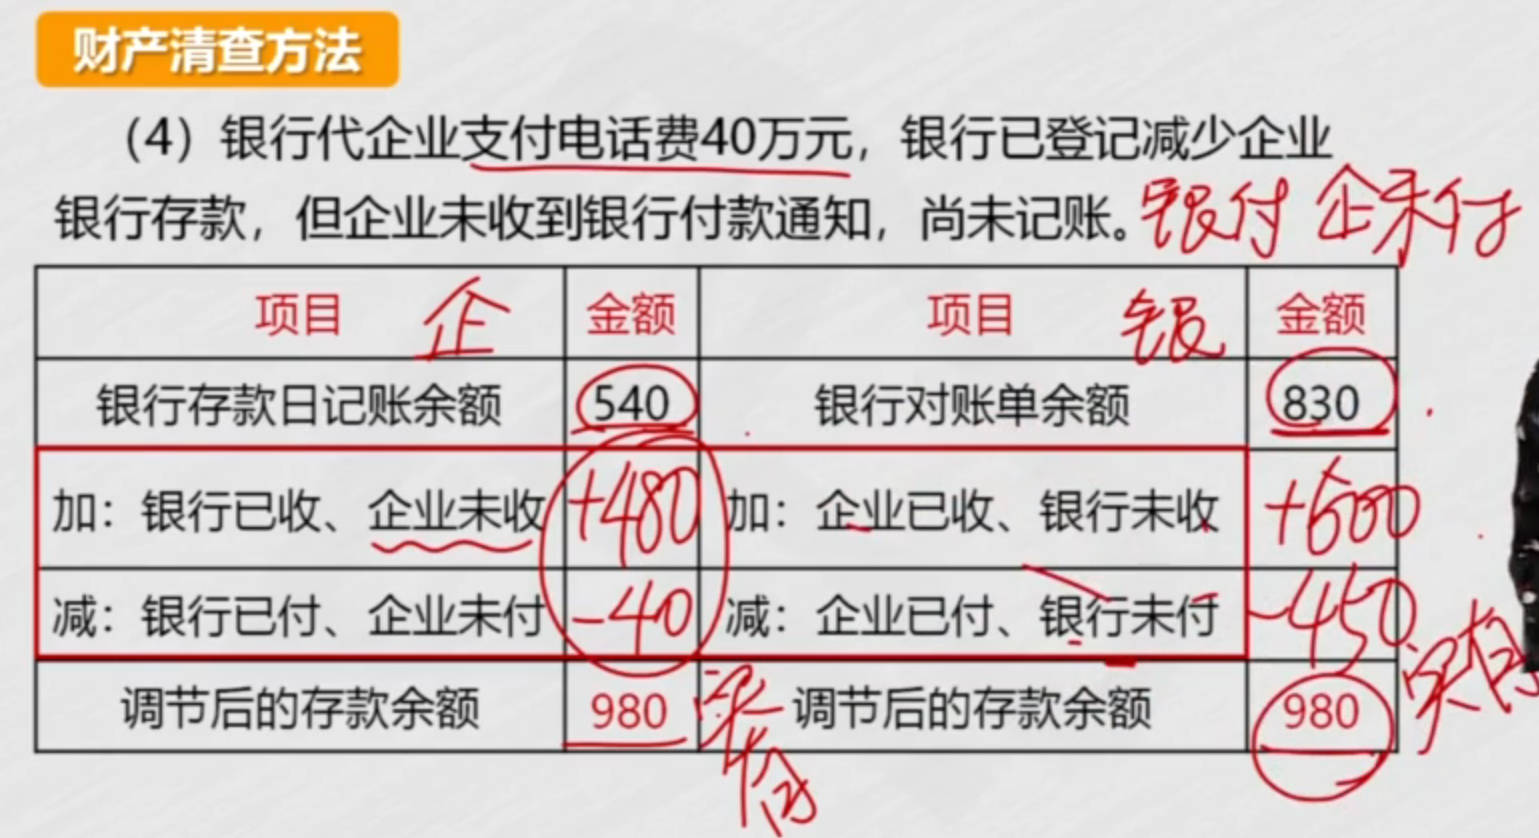 财产清查方法
（4）银行代企业支付电话费40万元，银行已登记减少企业
银行存款，但企业未收到银行付款通知，尚未记账。银付 企未付
项目 企 金额 项目 银 金额
银行存款日记账余额 540 银行对账单余额 830
加：银行已收、企业未收 +480 加：企业已收、银行未收 +600
减：银行已付、企业未付 -40 减：企业已付、银行未付 -450
调节后的存款余额 980 调节后的存款余额 980